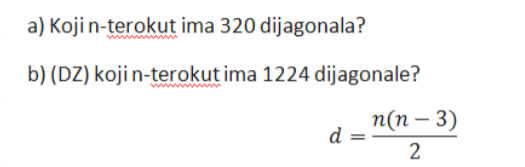 a) Koji n-terokut ima 320 dijagonala?
b) (DZ) koji n-terokut ima 1224 dijagonale?
d = n(n − 3) / 2